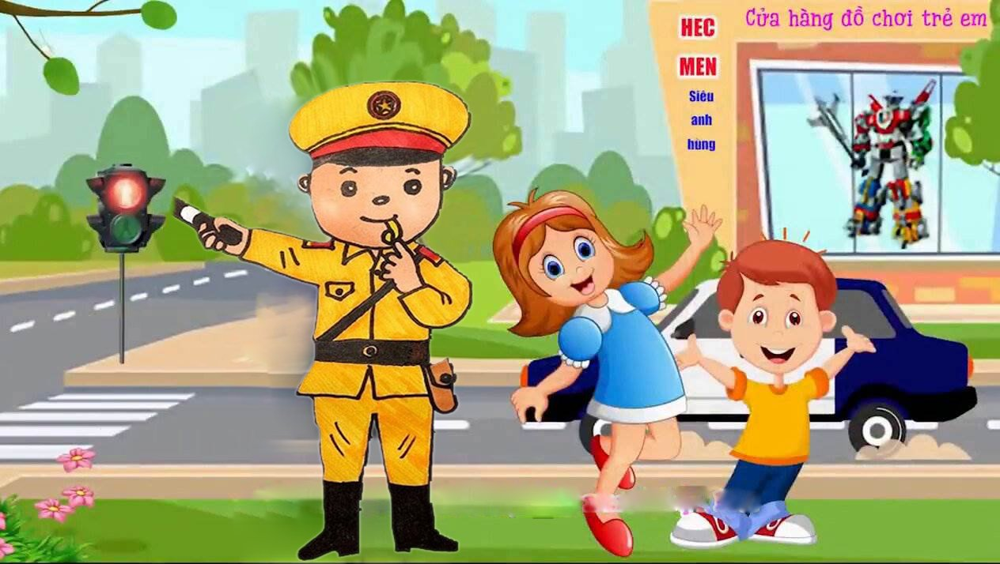 Cửa hàng đồ chơi trẻ em
HEC
MEN
Siêu
anh
hùng